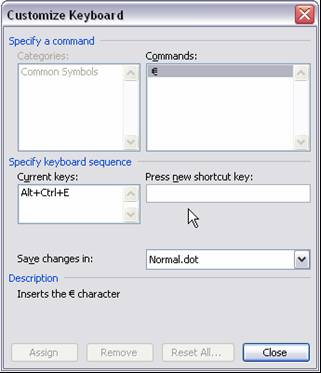 Customize Keyboard
Specify a command
Categories: Commands:
Common Symbols €
Specify keyboard sequence
Current keys: Press new shortcut key:
Alt+Ctrl+E
Save changes in: Normal.dot
Description
Inserts the € character
Assign Remove Reset All... Close